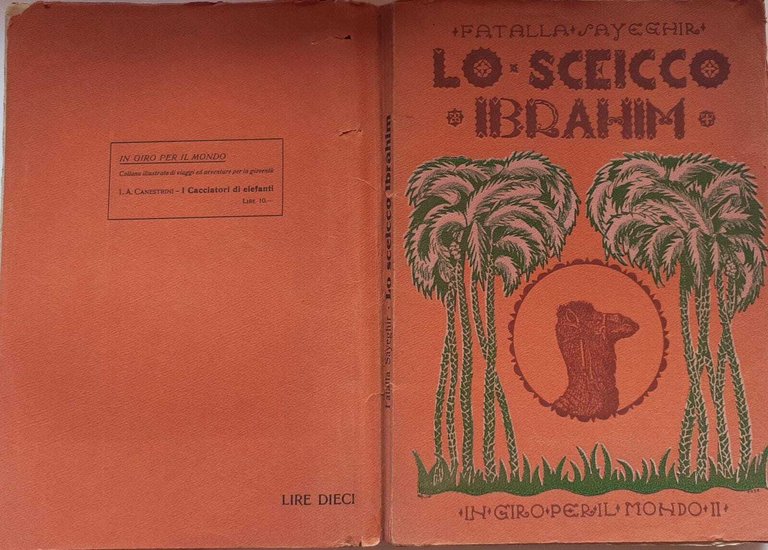 IN GIRO PER IL MONDO
Collana illustrata di viaggi ed avventure per la gioventù
I. A. CANESTRINI - I Cacciatori di elefanti
LIRE 10.—
LIRE DIECI
Fatalla Sayeghir - Lo sceicco Ibrahim
FATALLA SAYEGHIR
LO SCEICCO
IBRAHIM
IN GIRO PER IL MONDO II